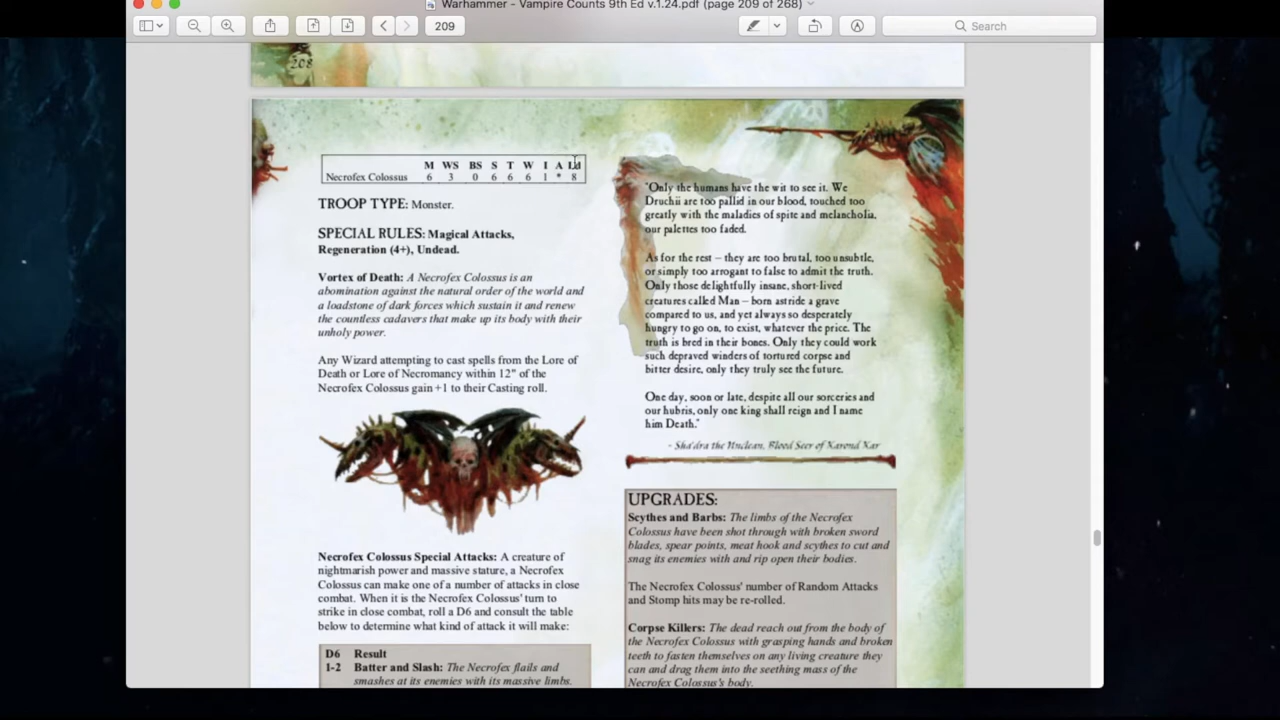 Warhammer - Vampire Counts 9th Ed v.1.24.pdf (page 209 of 268)
209
Search
208
M WS BS S T W I A Ld
Necrofex Colossus 6 3 0 6 6 6 1 * 8
TROOP TYPE: Monster.
SPECIAL RULES: Magical Attacks,
Regeneration (4+), Undead.
Vortex of Death: A Necrofex Colossus is an
abomination against the natural order of the world and
a loadstone of dark forces which sustain it and renew
the countless cadavers that make up its body with their
unholy power.
Any Wizard attempting to cast spells from the Lore of
Death or Lore of Necromancy within 12" of the
Necrofex Colossus gain +1 to their Casting roll.
Necrofex Colossus Special Attacks: A creature of
nightmarish power and massive stature, a Necrofex
Colossus can make one of a number of attacks in close
combat. When it is the Necrofex Colossus' turn to
strike in close combat, roll a D6 and consult the table
below to determine what kind of attack it will make:
D6 Result
1-2 Batter and Slash: The Necrofex flails and
smashes at its enemies with its massive limbs.
"Only the humans have the wit to see it. We
Druchii are too pallid in our blood, touched too
greatly with the maladies of spite and melancholia,
our palettes too faded.
As for the rest – they are too brutal, too unsubtle,
or simply too arrogant to false to admit the truth.
Only those delightfully insane, short-lived
creatures called Man – born astride a grave
compared to us, and yet always so desperately
hungry to go on, to exist, whatever the price. The
truth is bred in their bones. Only they could work
such depraved winders of tortured corpse and
bitter desire, only they truly see the future.
One day, soon or late, despite all our sorceries and
our hubris, only one king shall reign and I name
him Death."
- Sha'dra the Unclean, Blood Seer of Karond Kar
UPGRADES:
Scythes and Barbs: The limbs of the Necrofex
Colossus have been shot through with broken sword
blades, spear points, meat hook and scythes to cut and
snag its enemies with and rip open their bodies.
The Necrofex Colossus' number of Random Attacks
and Stomp hits may be re-rolled.
Corpse Killers: The dead reach out from the body of
the Necrofex Colossus with grasping hands and broken
teeth to fasten themselves on any living creature they
can and drag them into the seething mass of the
Necrofex Colossus's body.